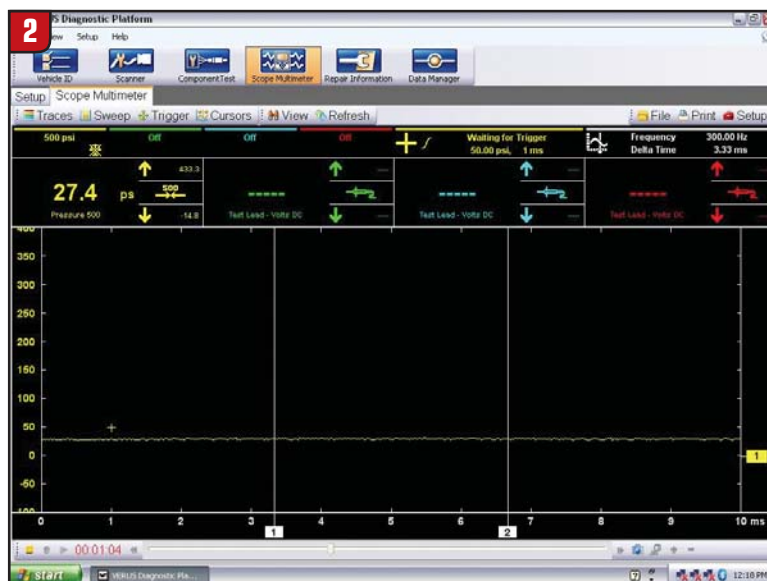 2
US Diagnostic Platform
ew Setup Help
Vehicle ID Scanner ComponentTest Scope Multimeter Repair Information Data Manager
Setup Scope Multimeter
Traces Sweep Trigger Cursors View Refresh File Print Setup
500 psi Off Off Off Waiting for Trigger Frequency 300.00 Hz
50.00 psi, 1 ms Delta Time 3.33 ms
433.3 --- --- ---
27.4 ps 500 ----- ----- -----
Pressure 500 -14.8 Test Lead - Volts DC --- Test Lead - Volts DC --- Test Lead - Volts DC ---
400
350
300
250
200
150
100
50
0 1
-50
-100
0 1 2 3 4 5 6 7 8 9 10 ms
1 2
00:01:04
start VERUS Diagnostic Pla... 12:18 PM